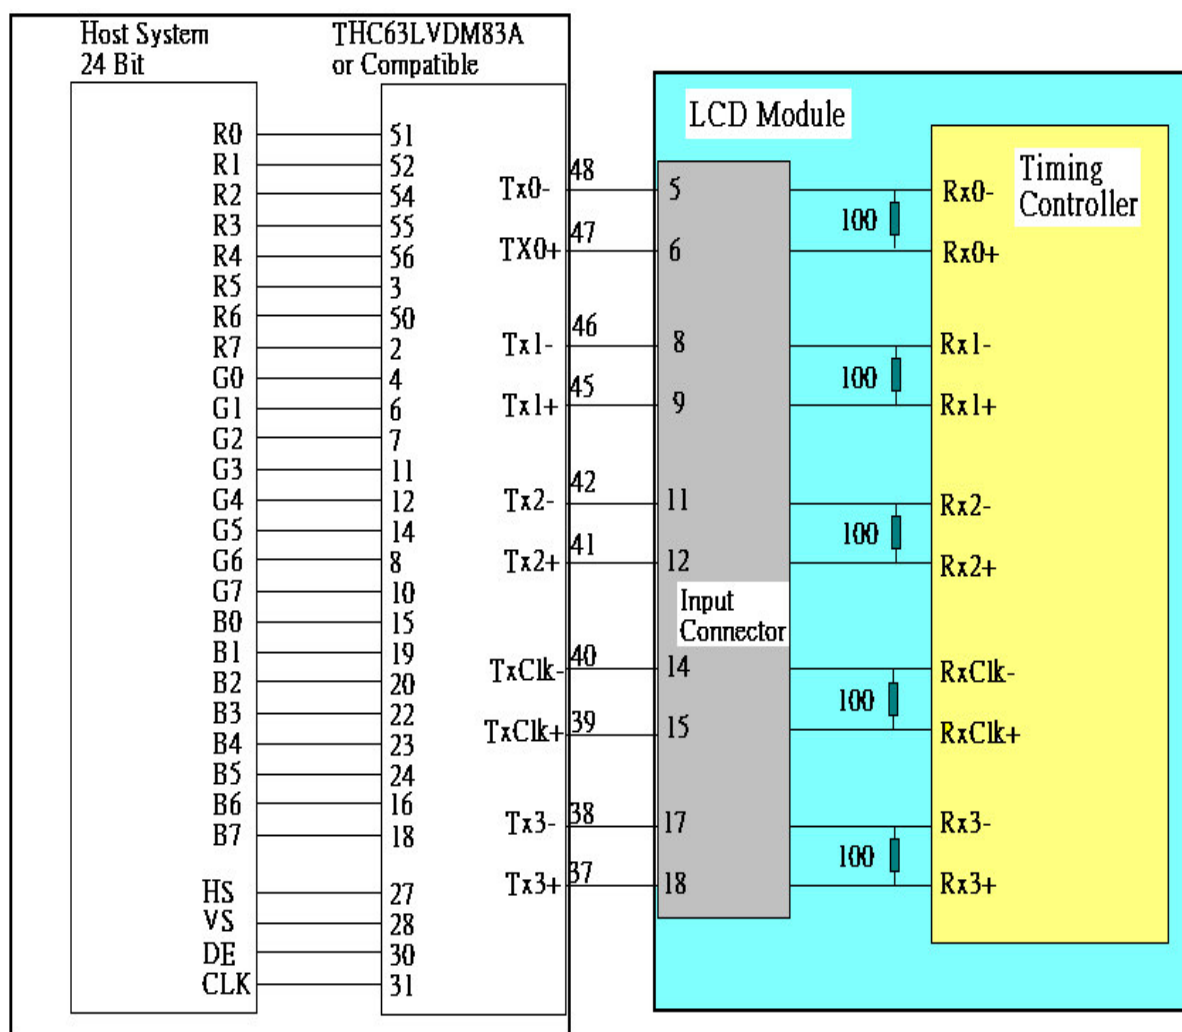 Host System
24 Bit
THC63LVDM83A
or Compatible
R0 51
R1 52
R2 54
R3 55
R4 56
R5 3
R6 50
R7 2
G0 4
G1 6
G2 7
G3 11
G4 12
G5 14
G6 8
G7 10
B0 15
B1 19
B2 20
B3 22
B4 23
B5 24
B6 16
B7 18
HS 27
VS 28
DE 30
CLK 31
Tx0- 48
TX0+ 47
Tx1- 46
Tx1+ 45
Tx2- 42
Tx2+ 41
TxClk- 40
TxClk+ 39
Tx3- 38
Tx3+ 37
LCD Module
5
6
8
9
11
12
Input
Connector
14
15
17
18
100
100
100
100
100
Timing
Controller
Rx0-
Rx0+
Rx1-
Rx1+
Rx2-
Rx2+
RxClk-
RxClk+
Rx3-
Rx3+